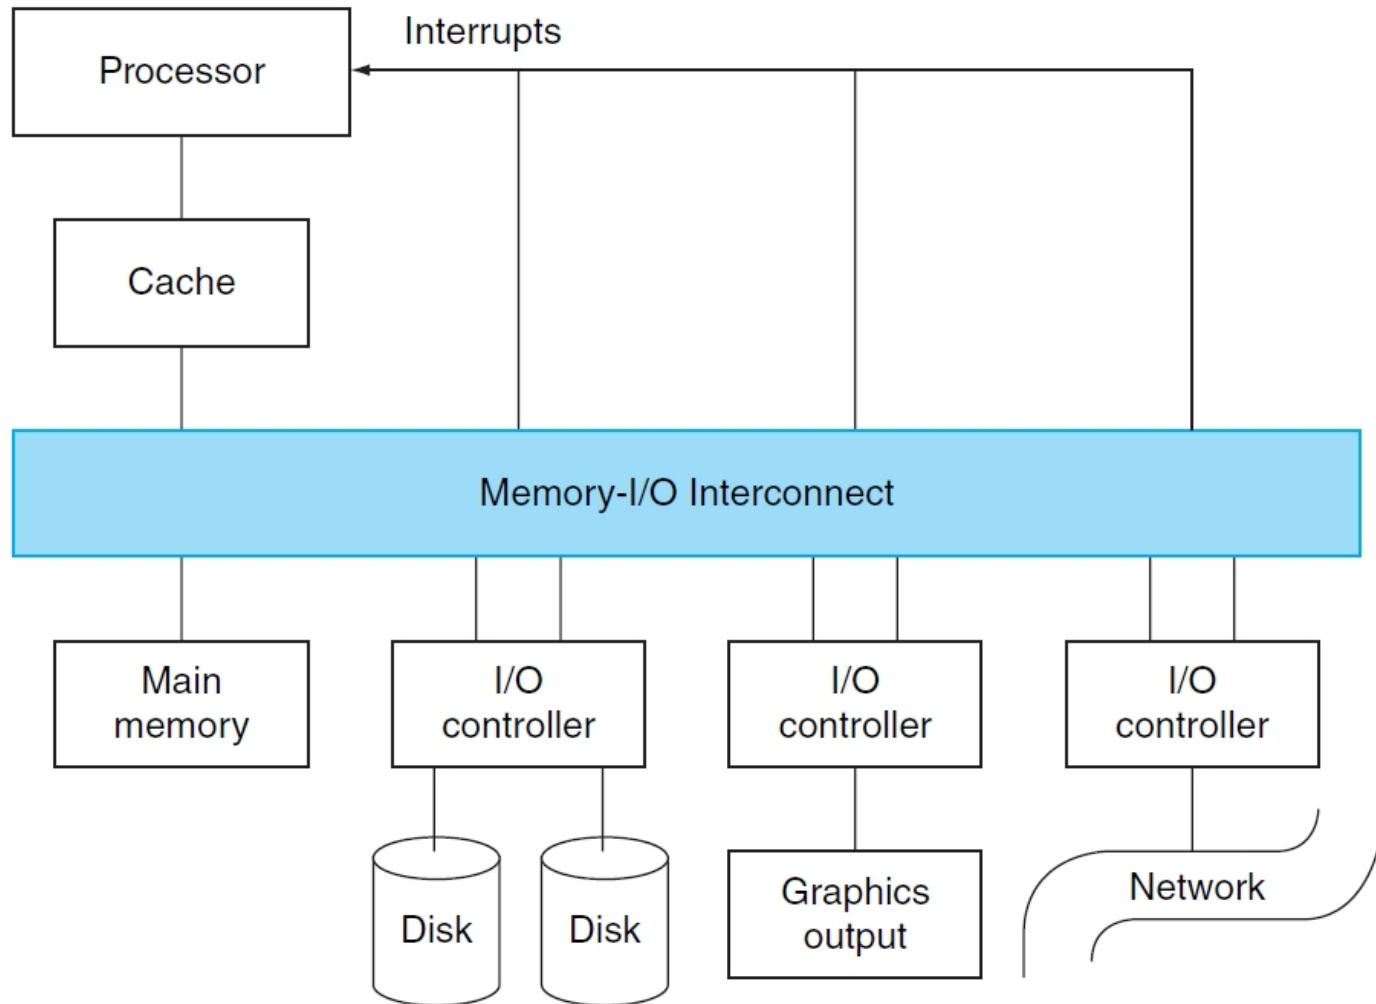 Interrupts
Processor
Cache
Memory-I/O Interconnect
Main
memory
I/O
controller
I/O
controller
I/O
controller
Disk
Disk
Graphics
output
Network